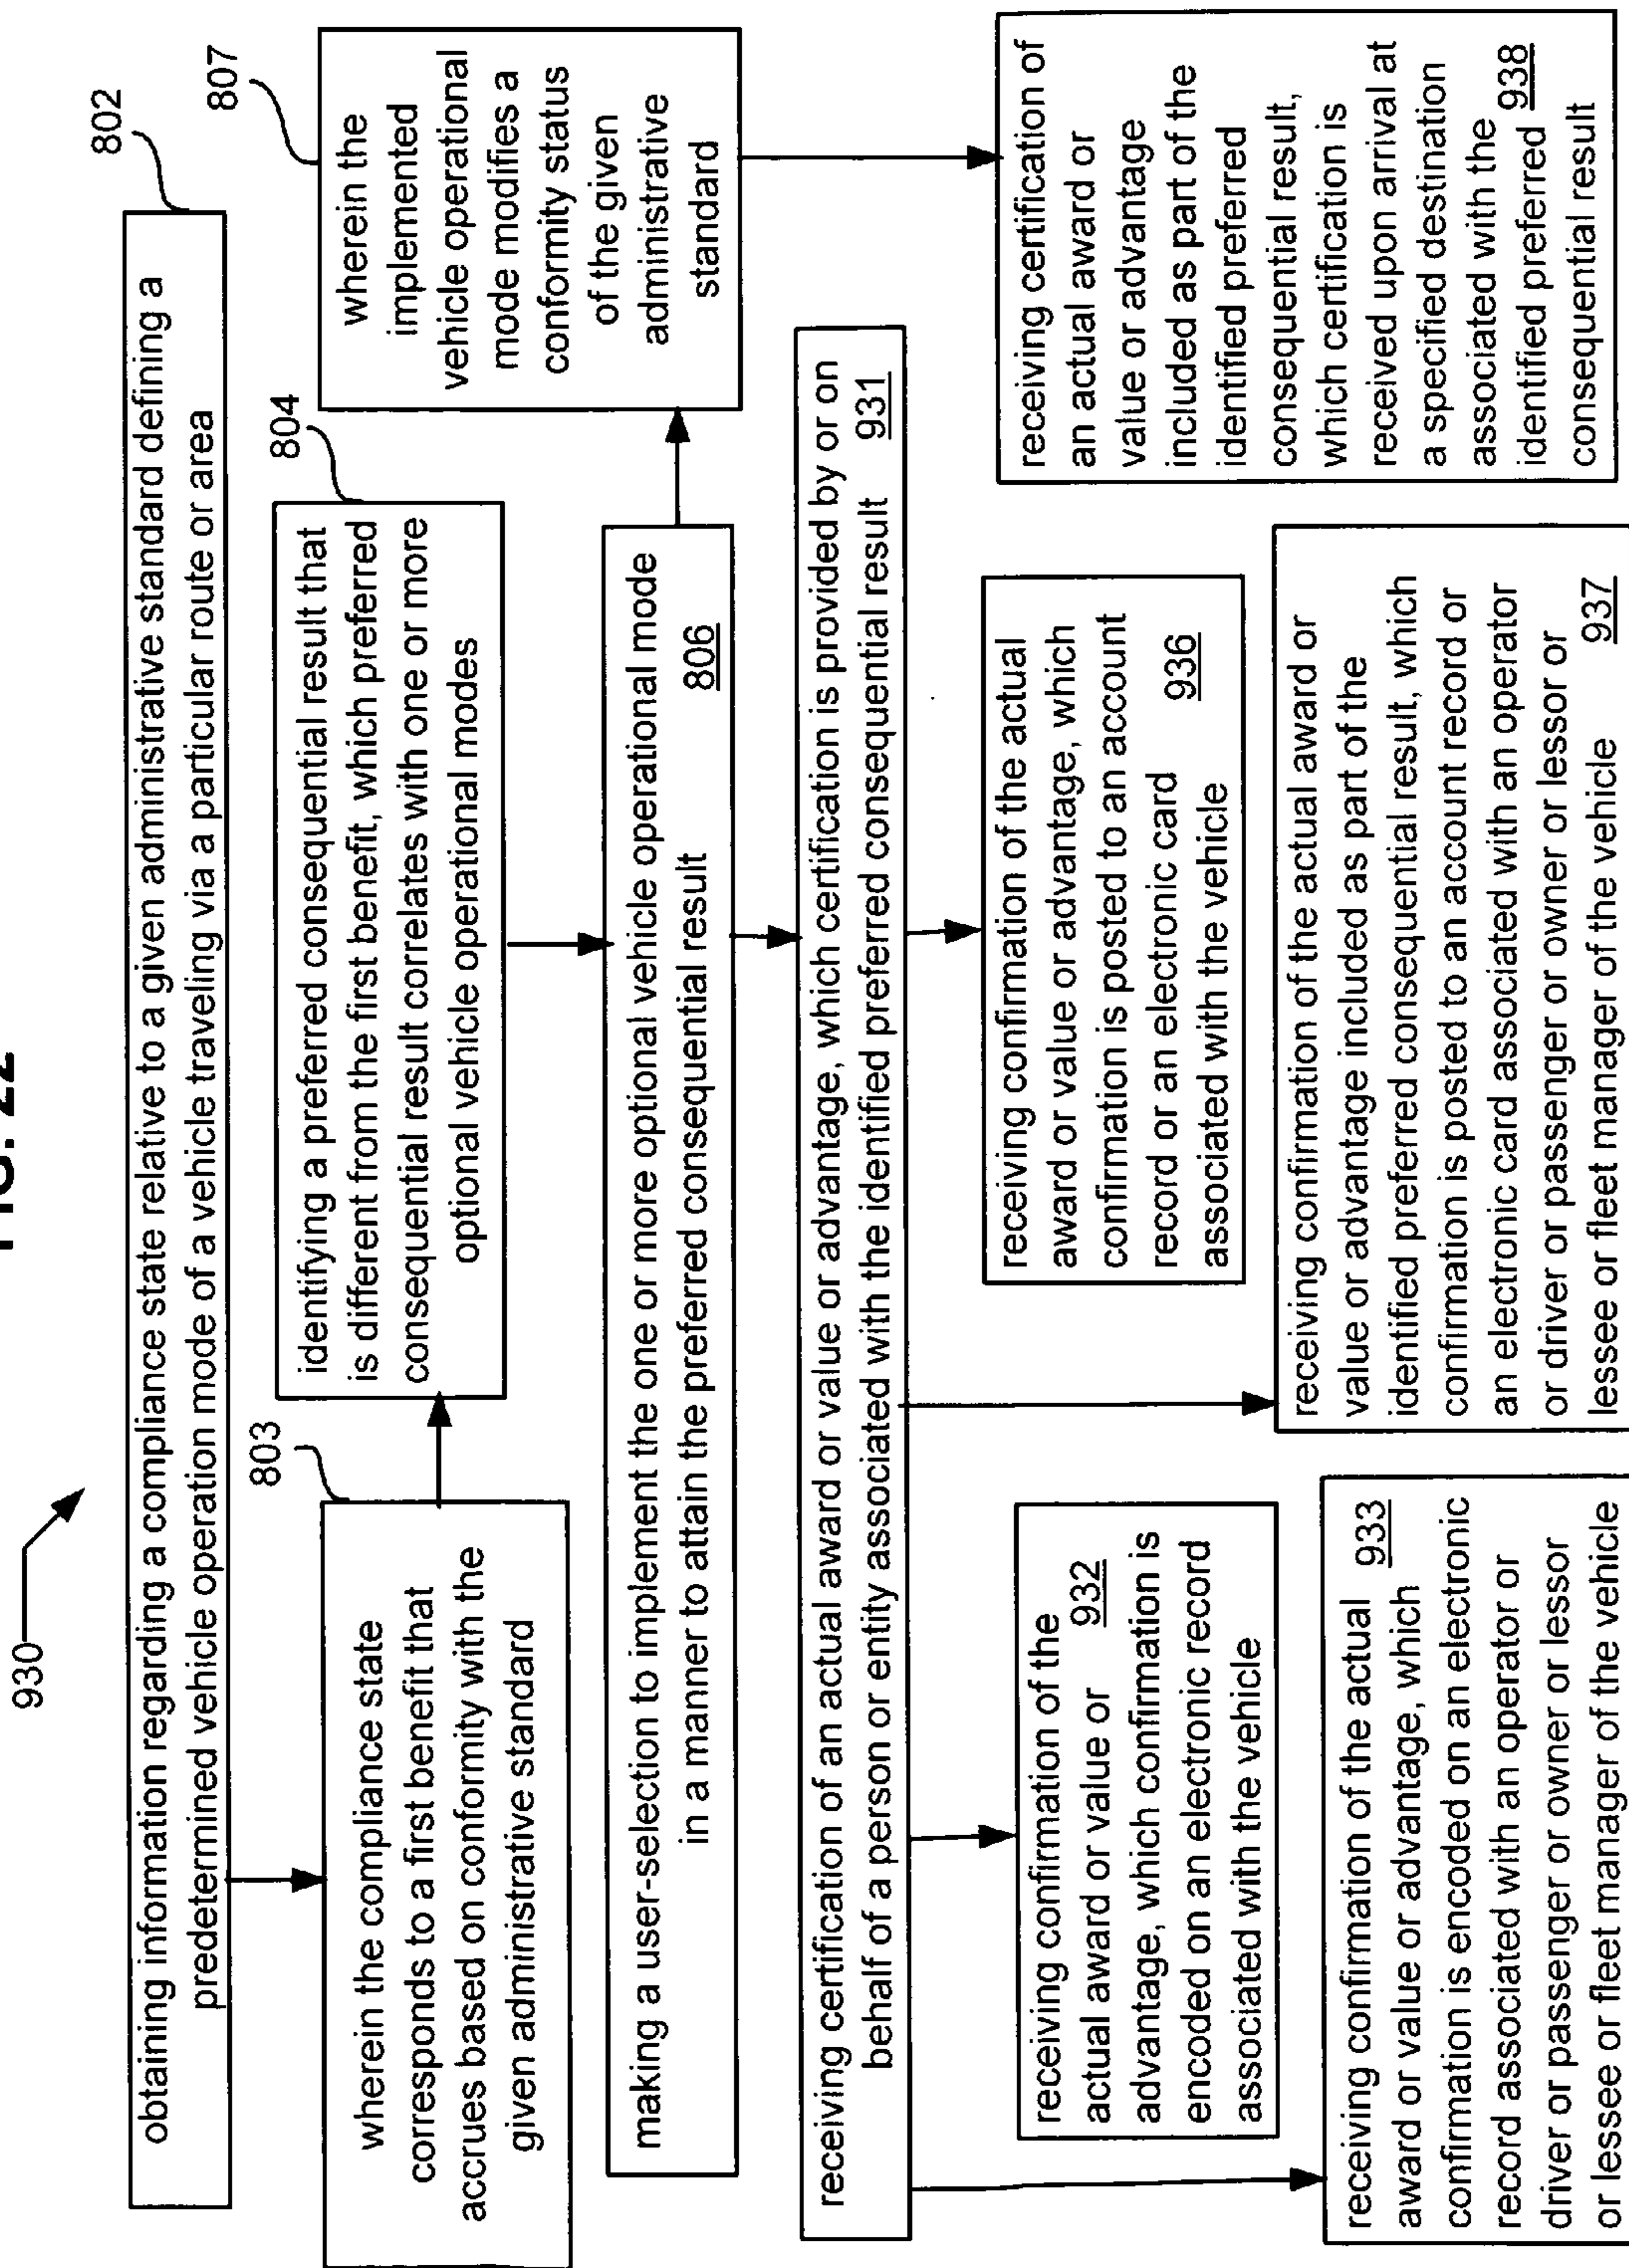 FIG. 22
930
802
obtaining information regarding a compliance state relative to a given administrative standard defining a
predetermined vehicle operation mode of a vehicle traveling via a particular route or area
803
wherein the compliance state
corresponds to a first benefit that
accrues based on conformity with the
given administrative standard
804
identifying a preferred consequential result that
is different from the first benefit, which preferred
consequential result correlates with one or more
optional vehicle operational modes
807
wherein the
implemented
vehicle operational
mode modifies a
conformity status
of the given
administrative
standard
making a user-selection to implement the one or more optional vehicle operational mode
in a manner to attain the preferred consequential result 806
receiving certification of an actual award or value or advantage, which certification is provided by or on
behalf of a person or entity associated with the identified preferred consequential result 931
receiving confirmation of the
actual award or value or 932
advantage, which confirmation is
encoded on an electronic record
associated with the vehicle
receiving confirmation of the actual
award or value or advantage, which 933
confirmation is encoded on an electronic
record associated with an operator or
driver or passenger or owner or lessor
or lessee or fleet manager of the vehicle
receiving confirmation of the actual
award or value or advantage, which
confirmation is posted to an account
record or an electronic card 936
associated with the vehicle
receiving confirmation of the actual award or
value or advantage included as part of the
identified preferred consequential result, which
confirmation is posted to an account record or
an electronic card associated with an operator
or driver or passenger or owner or lessor or
lessee or fleet manager of the vehicle 937
receiving certification of
an actual award or
value or advantage
included as part of the
identified preferred
consequential result,
which certification is
received upon arrival at
a specified destination
associated with the
identified preferred 938
consequential result